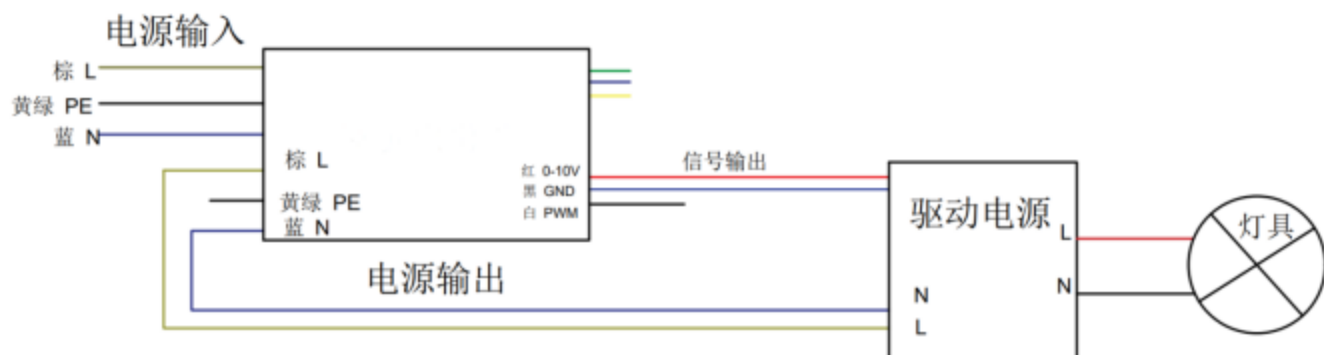 电源输入
棕 L
黄绿 PE
蓝 N
棕 L
黄绿 PE
蓝 N
红 0-10V
黑 GND
白 PWM
信号输出
电源输出
驱动电源
L
N
N
L
灯具